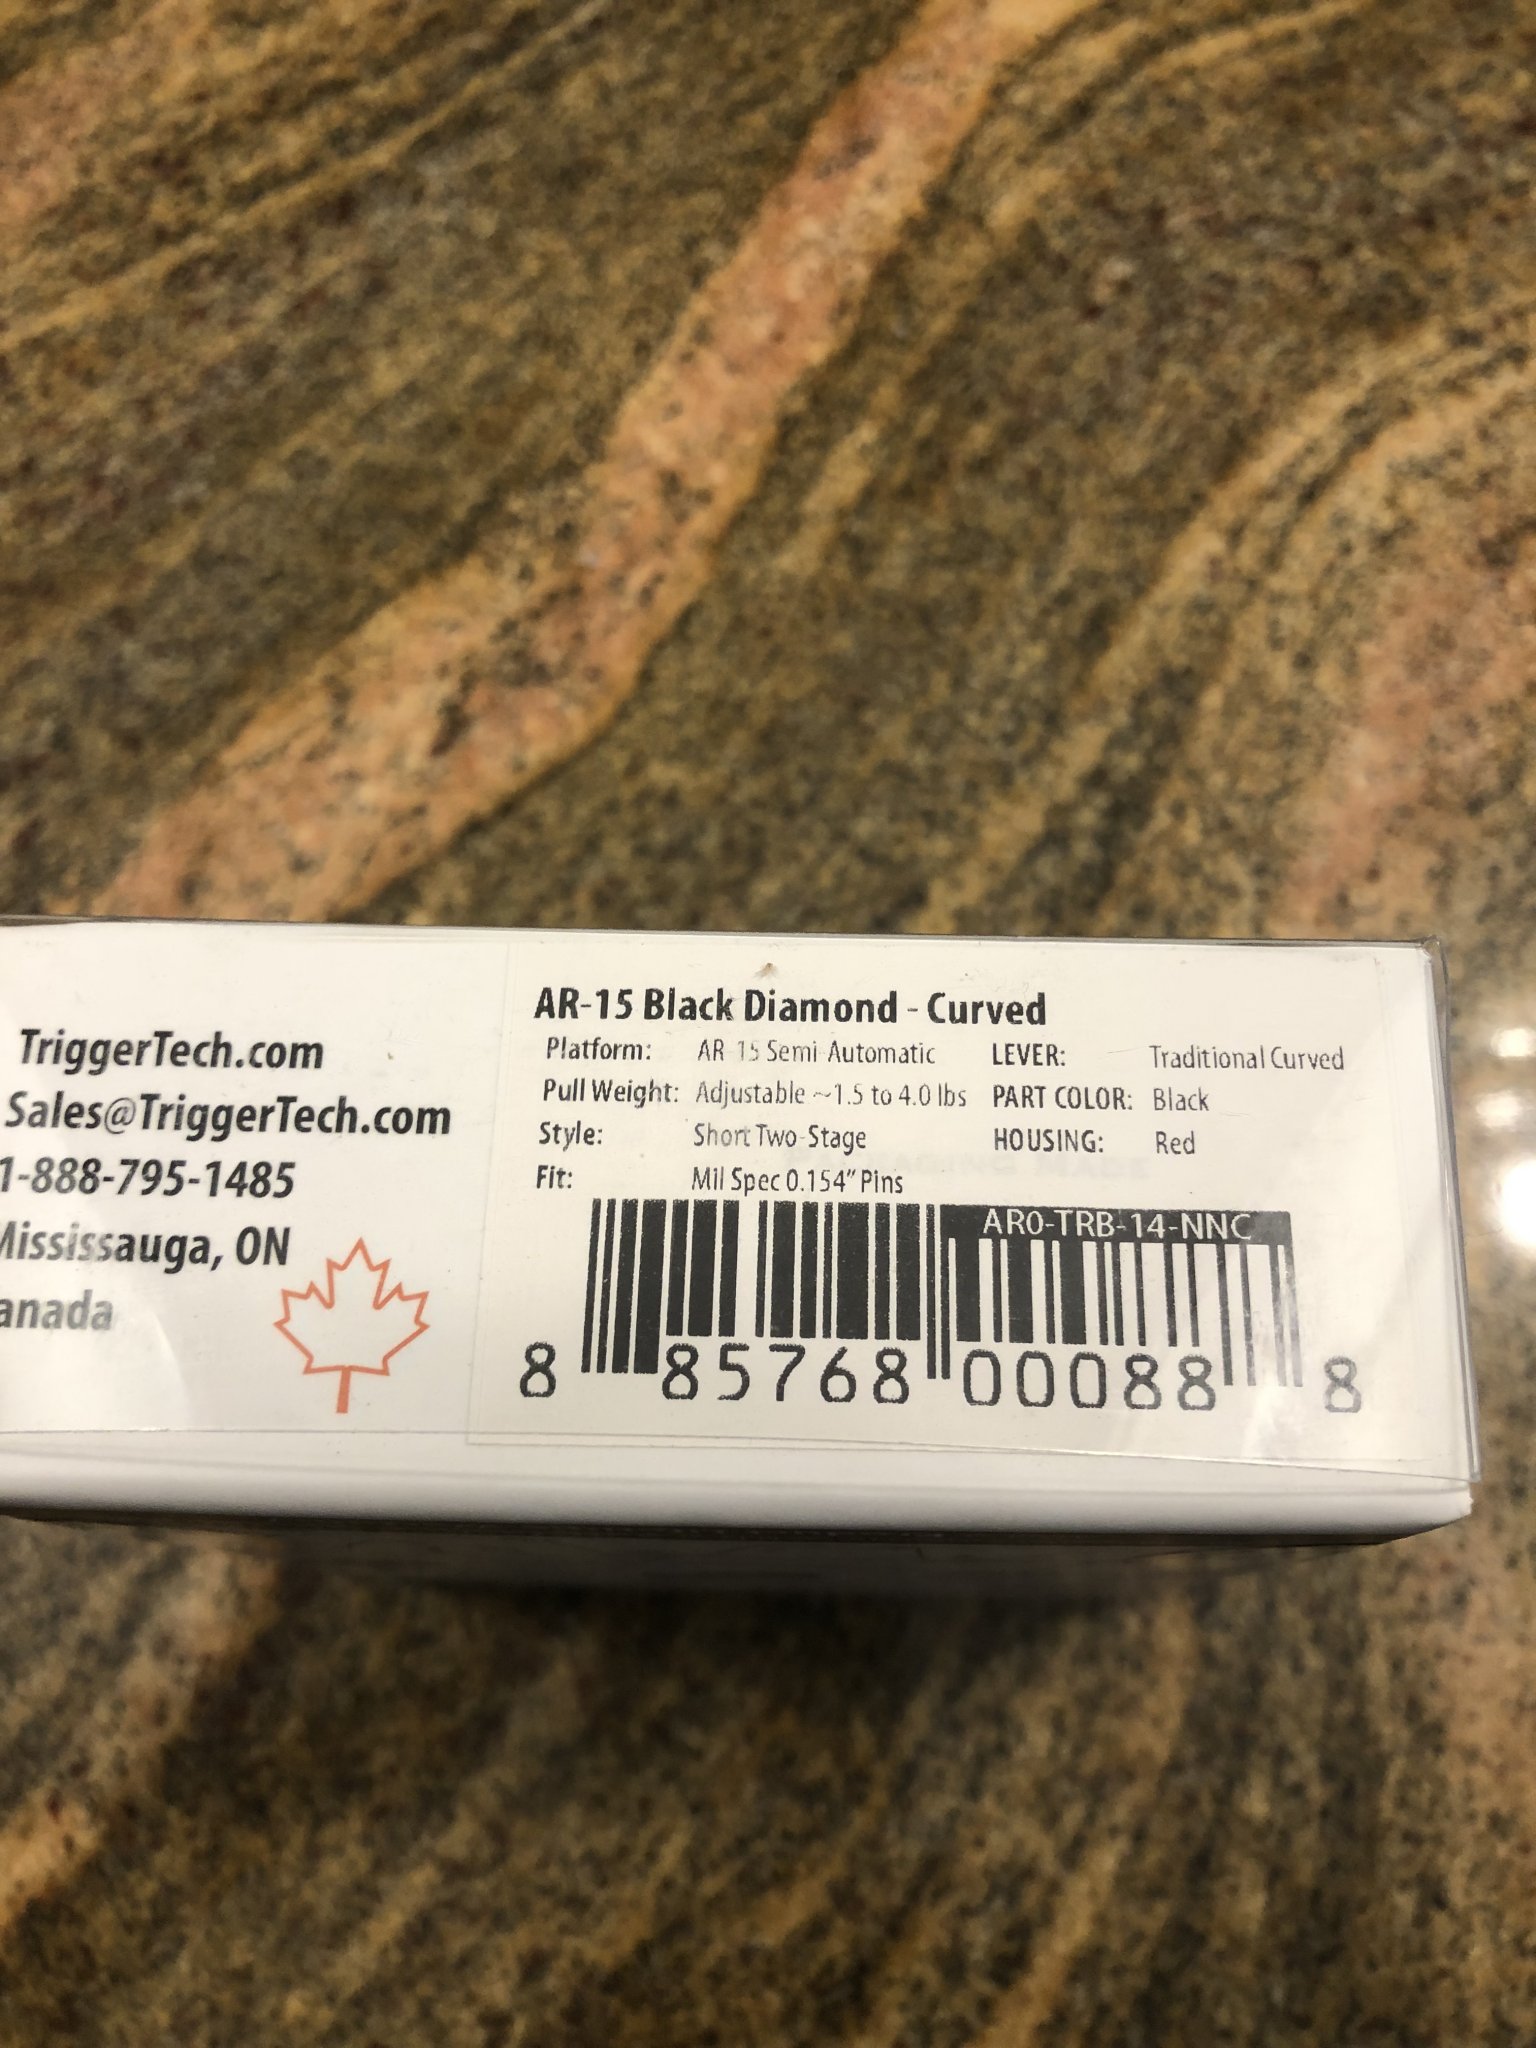 TriggerTech.com
Sales@TriggerTech.com
1-888-795-1485
Mississauga, ON
anada
AR-15 Black Diamond - Curved
Platform: AR-15 Semi-Automatic LEVER: Traditional Curved
Pull Weight: Adjustable ~1.5 to 4.0 lbs PART COLOR: Black
Style: Short Two-Stage HOUSING: Red
Fit: Mil Spec 0.154" Pins
AR0-TRB-14-NNC
8 85768 00088 8